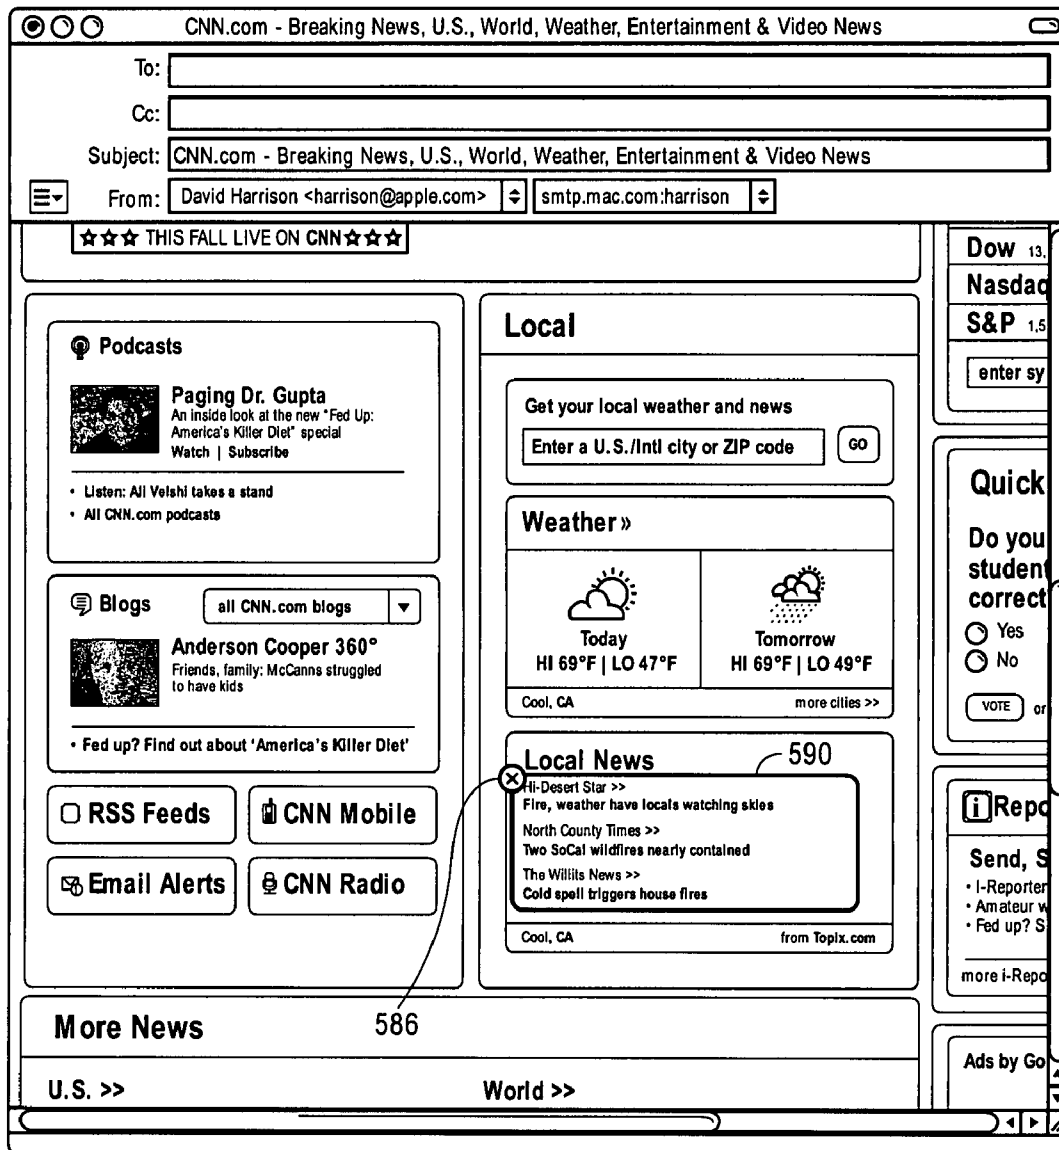 CNN.com - Breaking News, U.S., World, Weather, Entertainment & Video News
To:
Cc:
Subject: CNN.com - Breaking News, U.S., World, Weather, Entertainment & Video News
From: David Harrison <harrison@apple.com> smtp.mac.com:harrison
☆☆☆ THIS FALL LIVE ON CNN☆☆☆
Podcasts
Paging Dr. Gupta
An inside look at the new "Fed Up:
America's Killer Diet" special
Watch | Subscribe
• Listen: Ali Velshi takes a stand
• All CNN.com podcasts
Blogs
all CNN.com blogs
Anderson Cooper 360°
Friends, family: McCanns struggled
to have kids
• Fed up? Find out about 'America's Killer Diet'
RSS Feeds
CNN Mobile
Email Alerts
CNN Radio
586
Local
Get your local weather and news
Enter a U.S./Intl city or ZIP code
GO
Weather»
Today
HI 69°F | LO 47°F
Tomorrow
HI 69°F | LO 49°F
Cool, CA
more cities >>
Local News
590
Hi-Desert Star >>
Fire, weather have locals watching skies
North County Times >>
Two SoCal wildfires nearly contained
The Willits News >>
Cold spell triggers house fires
Cool, CA
from Topix.com
Dow 13,
Nasdaq
S&P 1,5
enter sy
Quick
Do you
student
correct
Yes
No
VOTE or
i Repo
Send, S
• I-Reporter
• Amateur w
• Fed up? S
more i-Repo
Ads by Go
More News
U.S. >>
World >>